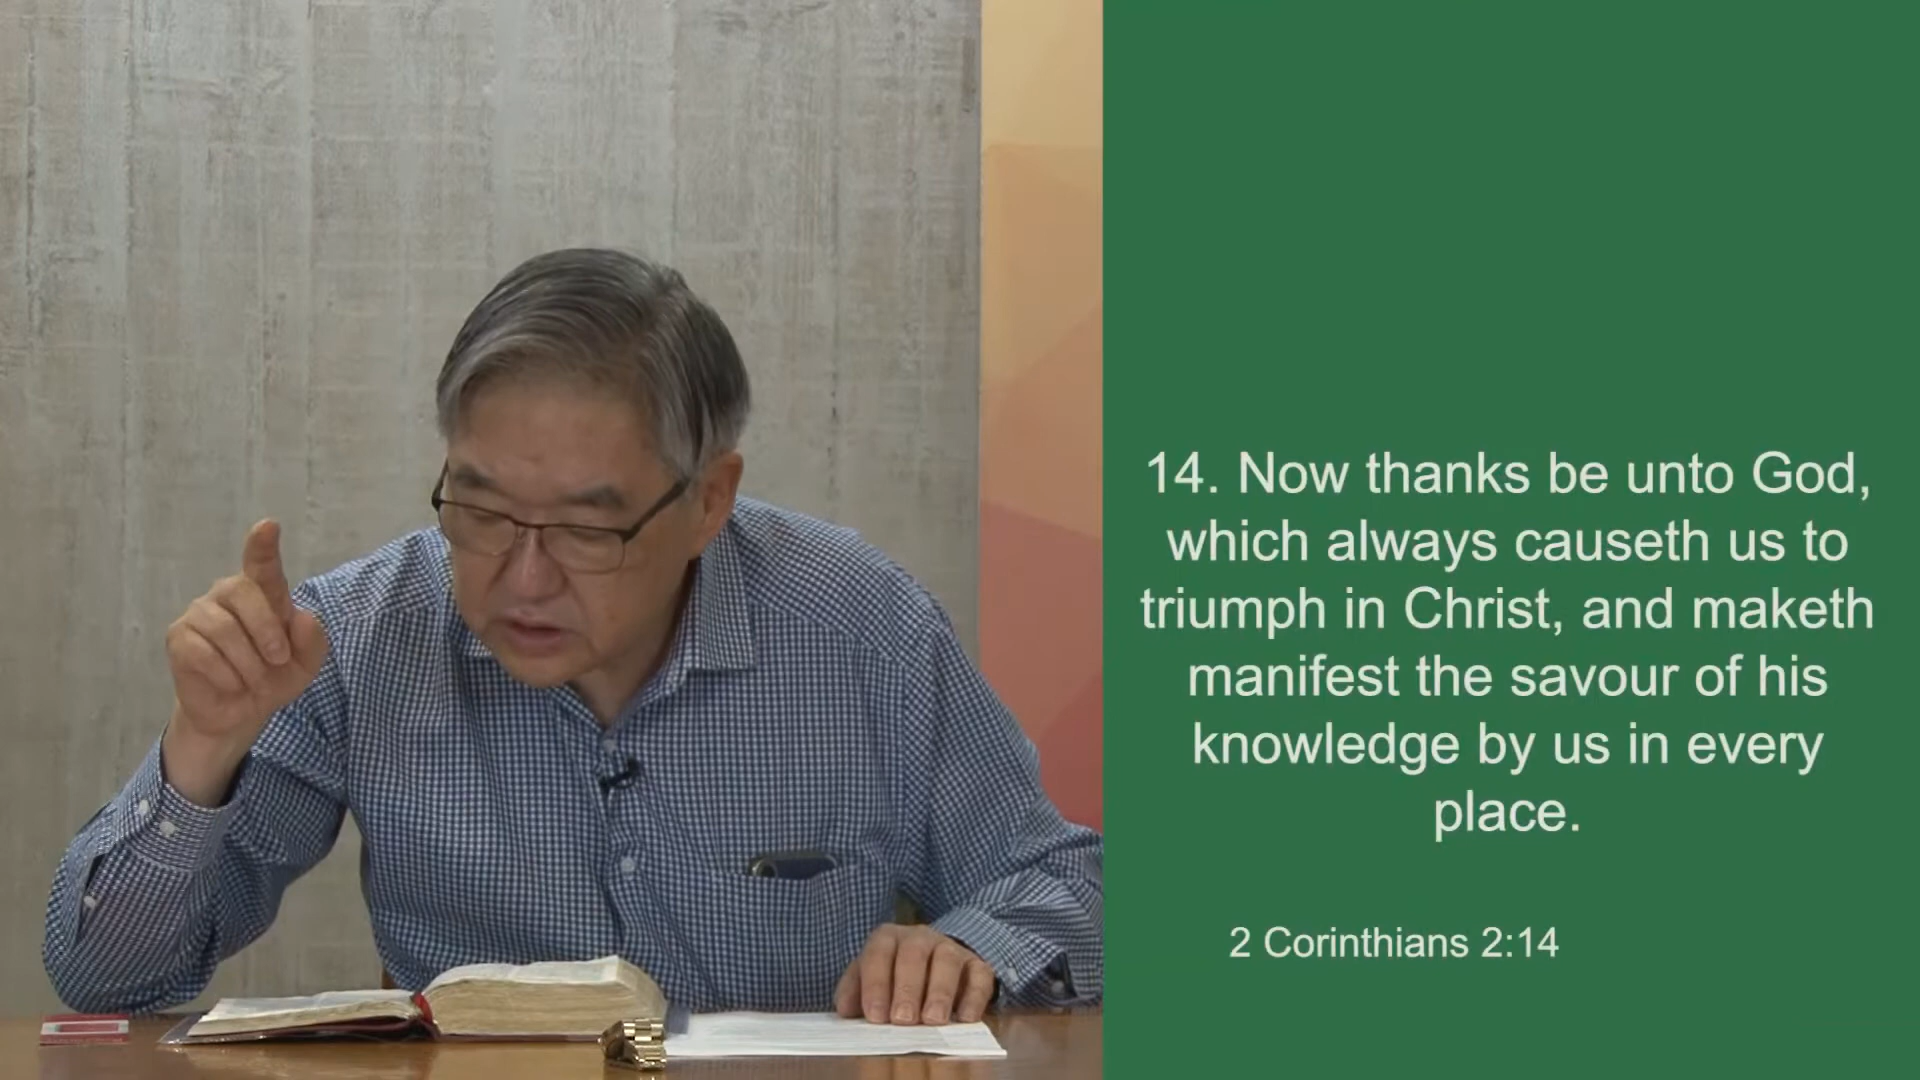 14. Now thanks be unto God,
which always causeth us to
triumph in Christ, and maketh
manifest the savour of his
knowledge by us in every
place.
2 Corinthians 2:14